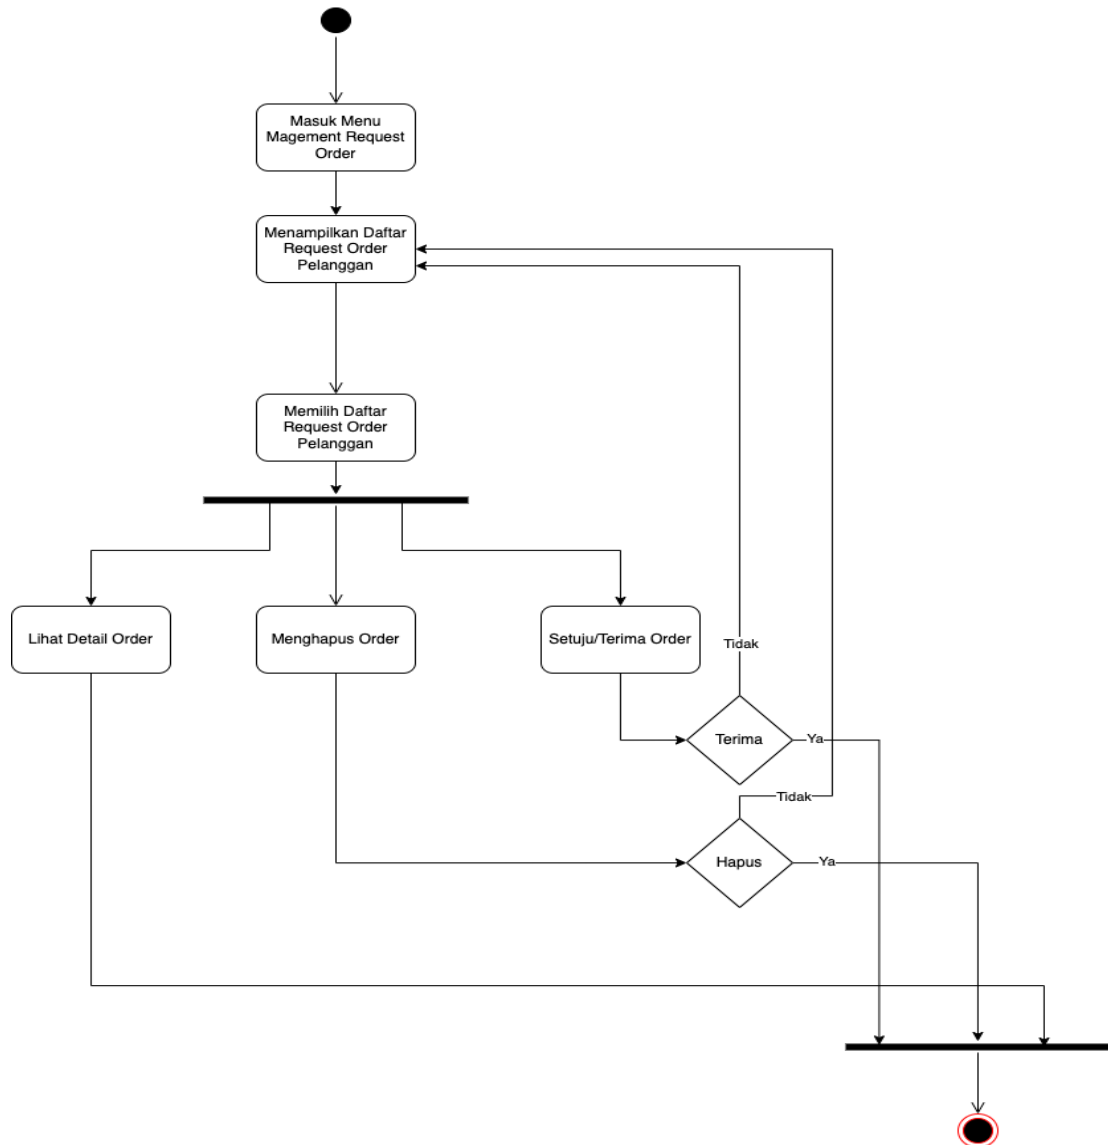 Masuk Menu
Magement Request
Order
Menampilkan Daftar
Request Order
Pelanggan
Memilih Daftar
Request Order
Pelanggan
Lihat Detail Order
Menghapus Order
Setuju/Terima Order
Tidak
Terima
Ya
Tidak
Hapus
Ya